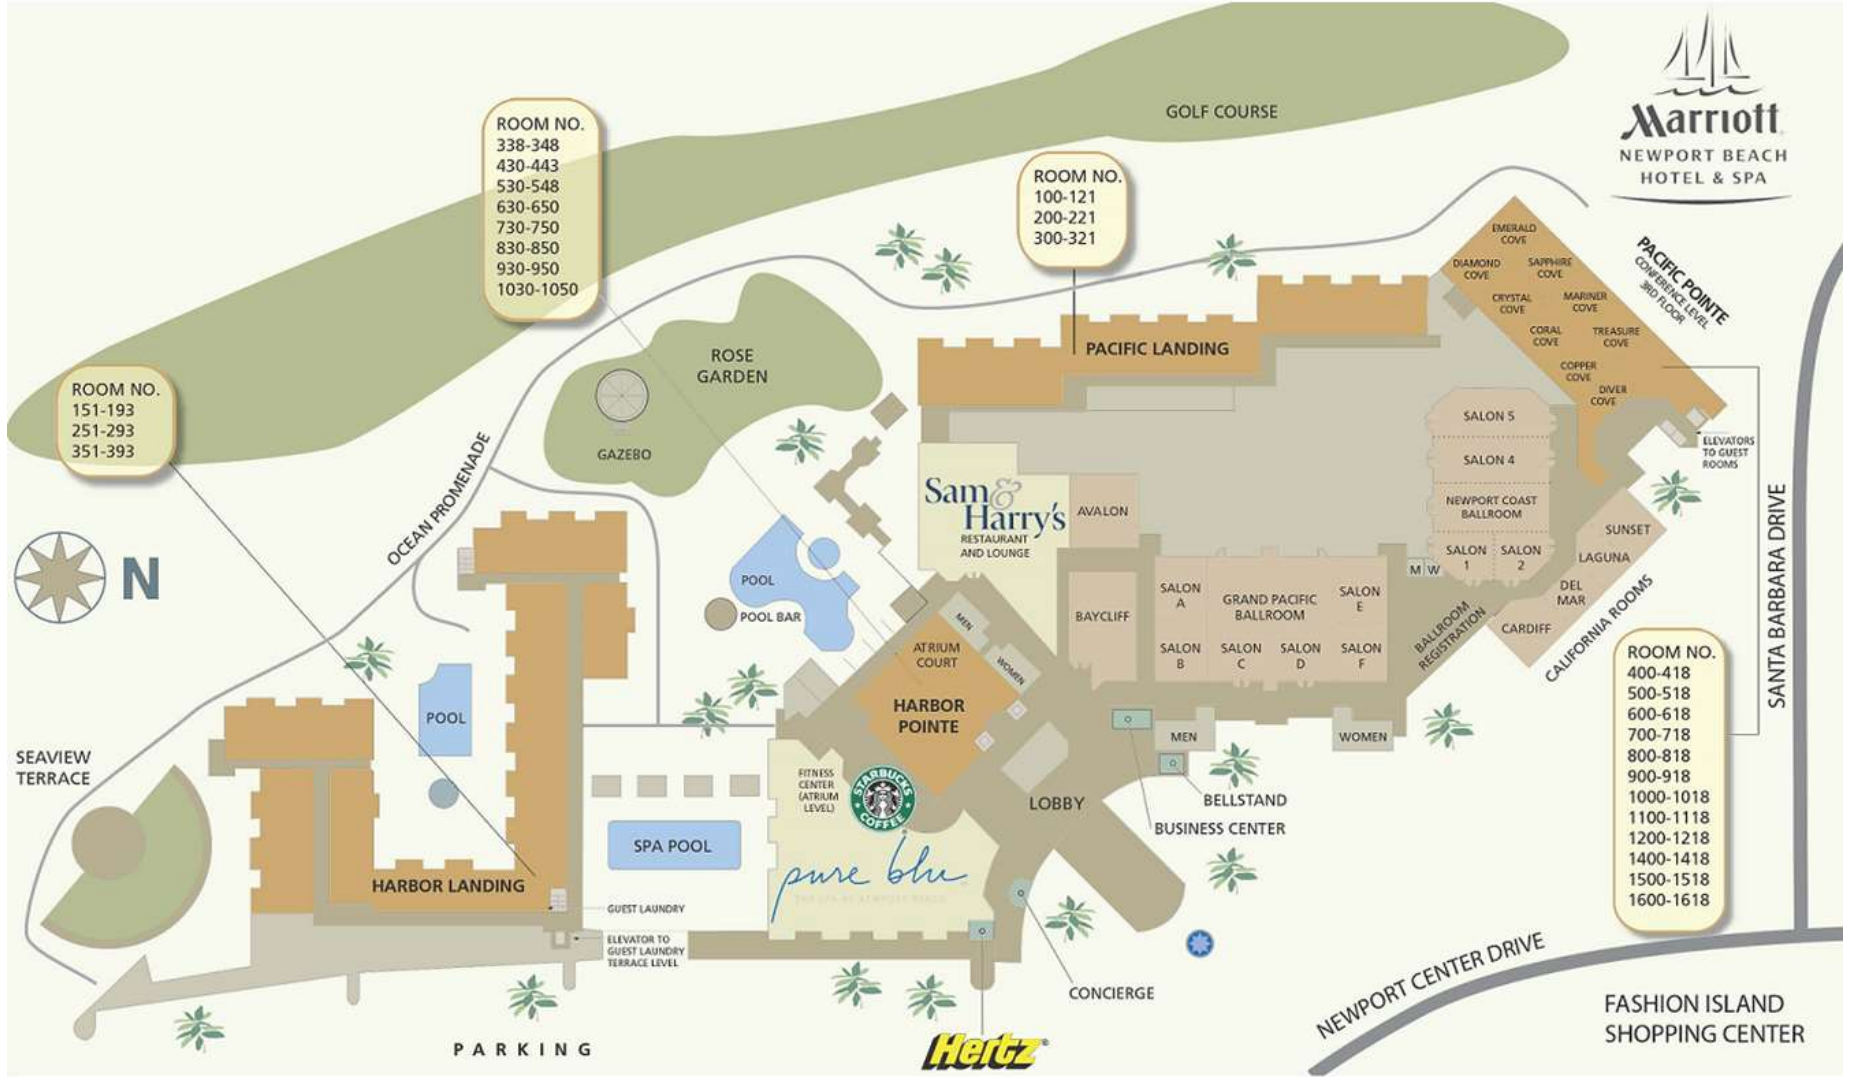 Marriott
NEWPORT BEACH
HOTEL & SPA
GOLF COURSE
ROOM NO.
338-348
430-443
530-548
630-650
730-750
830-850
930-950
1030-1050
ROOM NO.
100-121
200-221
300-321
ROOM NO.
151-193
251-293
351-393
ROSE
GARDEN
GAZEBO
OCEAN PROMENADE
N
PACIFIC LANDING
EMERALD
COVE
DIAMOND
COVE
SAPPHIRE
COVE
CRYSTAL
COVE
MARINER
COVE
CORAL
COVE
TREASURE
COVE
COPPER
COVE
DIVER
COVE
PACIFIC POINTE
CONFERENCE LEVEL
3RD FLOOR
ELEVATORS
TO GUEST
ROOMS
SALON 5
SALON 4
NEWPORT COAST
BALLROOM
SALON
1
SALON
2
M W
SUNSET
LAGUNA
DEL
MAR
CARDIFF
CALIFORNIA ROOMS
BALLROOM
REGISTRATION
SANTA BARBARA DRIVE
ROOM NO.
400-418
500-518
600-618
700-718
800-818
900-918
1000-1018
1100-1118
1200-1218
1400-1418
1500-1518
1600-1618
Sam &
Harry's
RESTAURANT
AND LOUNGE
AVALON
BAYCLIFF
SALON
A
SALON
B
GRAND PACIFIC
BALLROOM
SALON
C
SALON
D
SALON
E
SALON
F
POOL
POOL BAR
MEN
WOMEN
ATRIUM
COURT
HARBOR
POINTE
MEN
WOMEN
BELLSTAND
BUSINESS CENTER
LOBBY
FITNESS
CENTER
(ATRIUM
LEVEL)
STARBUCKS
COFFEE
pure blu
THE SPA AT NEWPORT BEACH
SPA POOL
POOL
SEAVIEW
TERRACE
HARBOR LANDING
GUEST LAUNDRY
ELEVATOR TO
GUEST LAUNDRY
TERRACE LEVEL
CONCIERGE
Hertz
PARKING
NEWPORT CENTER DRIVE
FASHION ISLAND
SHOPPING CENTER